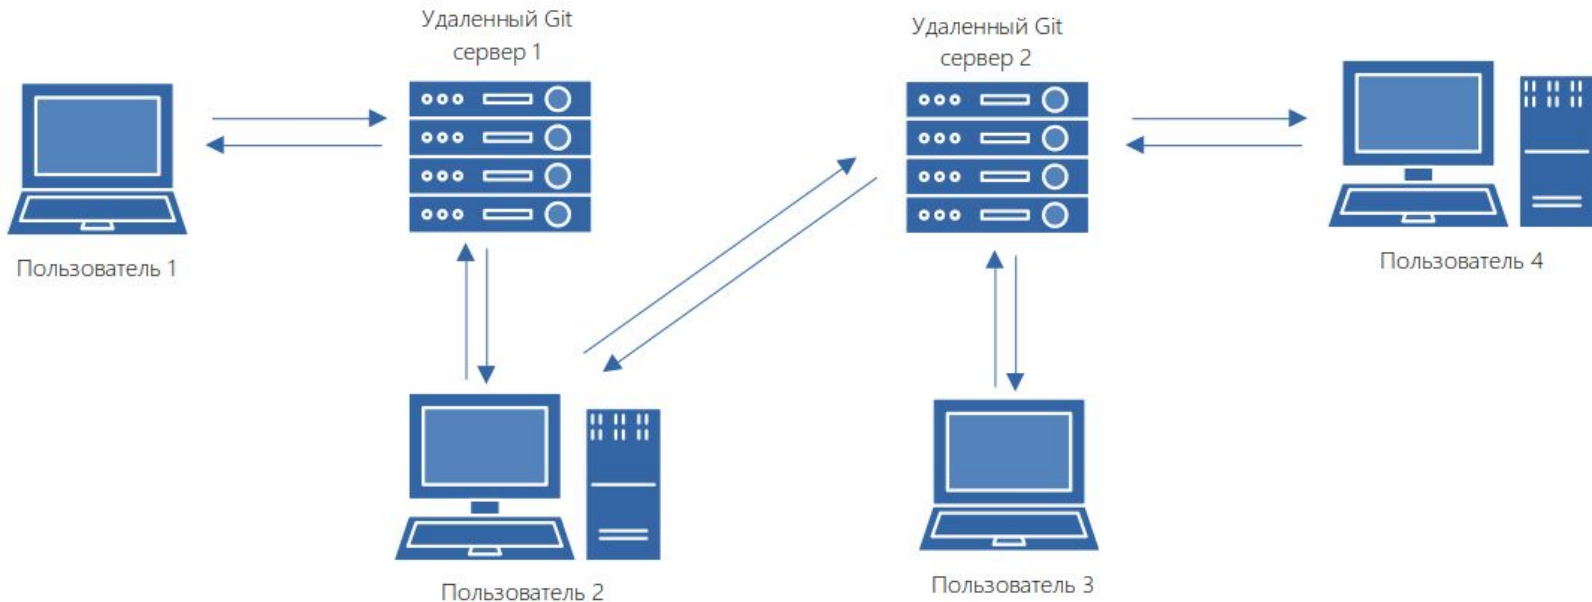 Удаленный Git
сервер 1
Удаленный Git
сервер 2
Пользователь 1
Пользователь 4
Пользователь 2
Пользователь 3